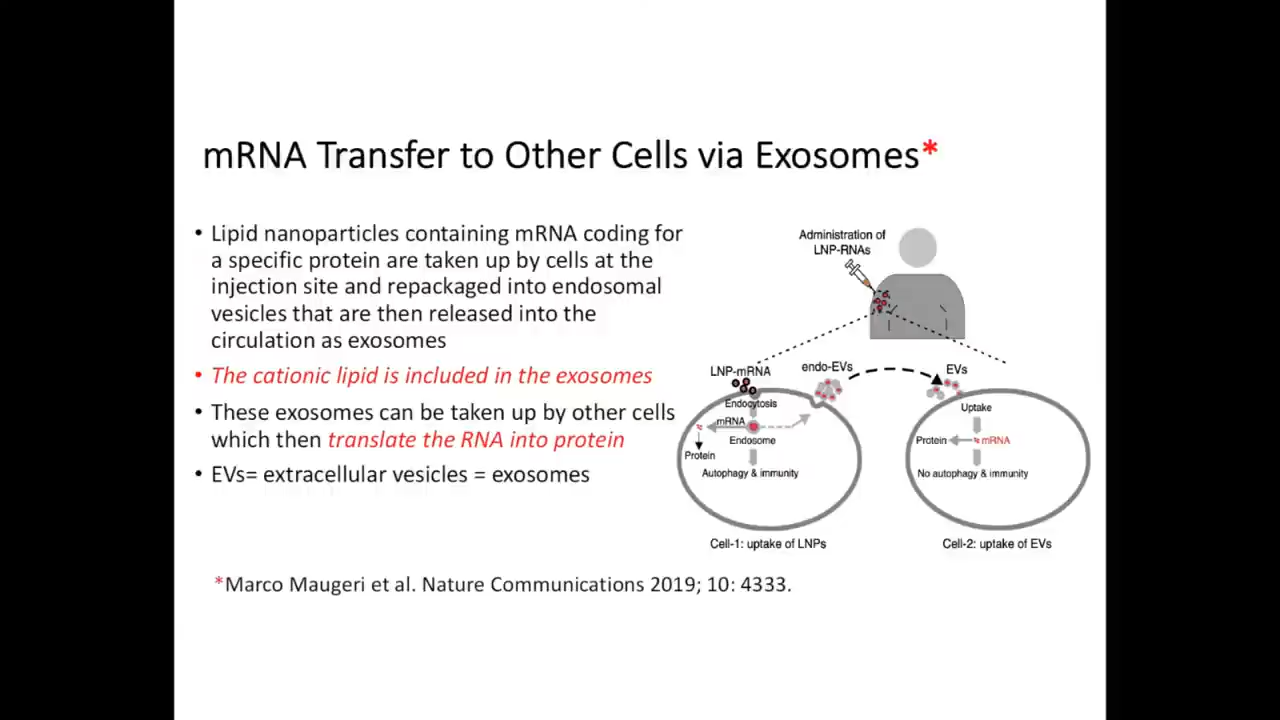 mRNA Transfer to Other Cells via Exosomes*
• Lipid nanoparticles containing mRNA coding for
a specific protein are taken up by cells at the
injection site and repackaged into endosomal
vesicles that are then released into the
circulation as exosomes
• The cationic lipid is included in the exosomes
• These exosomes can be taken up by other cells
which then translate the RNA into protein
• EVs= extracellular vesicles = exosomes
Administration of
LNP-RNAs
LNP-mRNA
endo-EVs
EVs
Endocytosis
mRNA
Endosome
Protein
Autophagy & immunity
Cell-1: uptake of LNPs
Uptake
Protein
mRNA
No autophagy & immunity
Cell-2: uptake of EVs
*Marco Maugeri et al. Nature Communications 2019; 10: 4333.